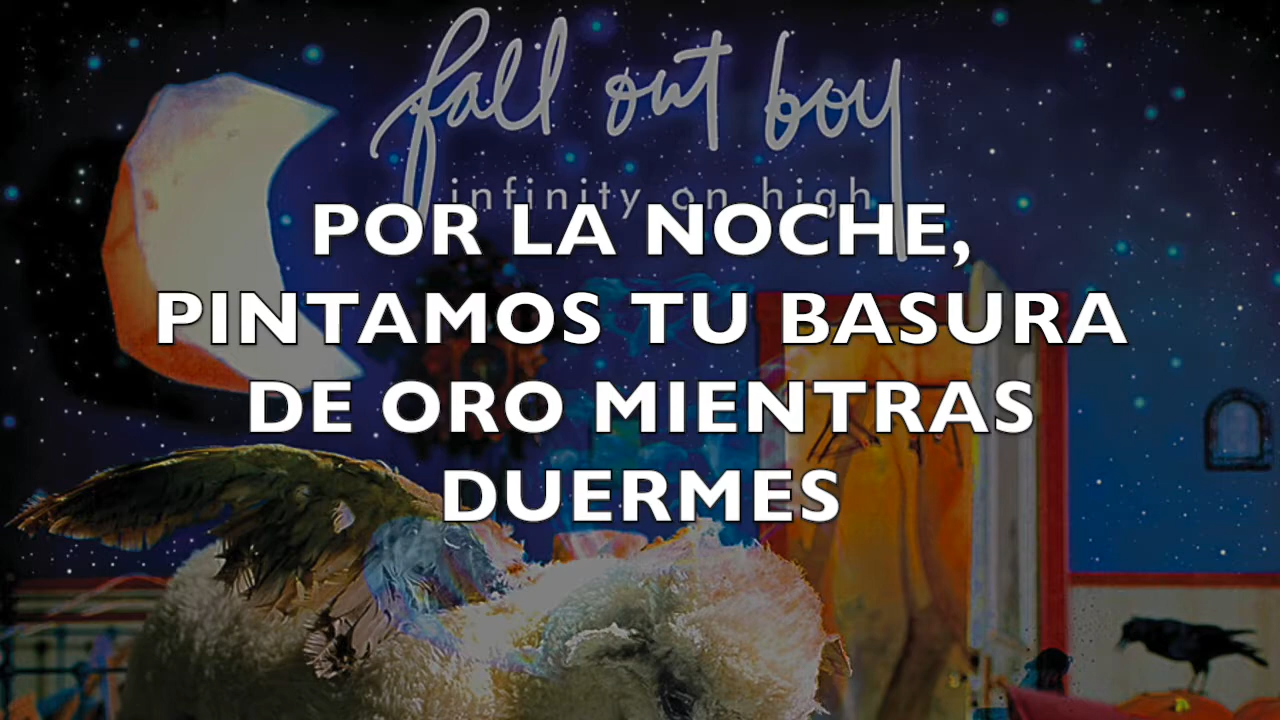 fall out boy
infinity on high
POR LA NOCHE,
PINTAMOS TU BASURA
DE ORO MIENTRAS
DUERMES